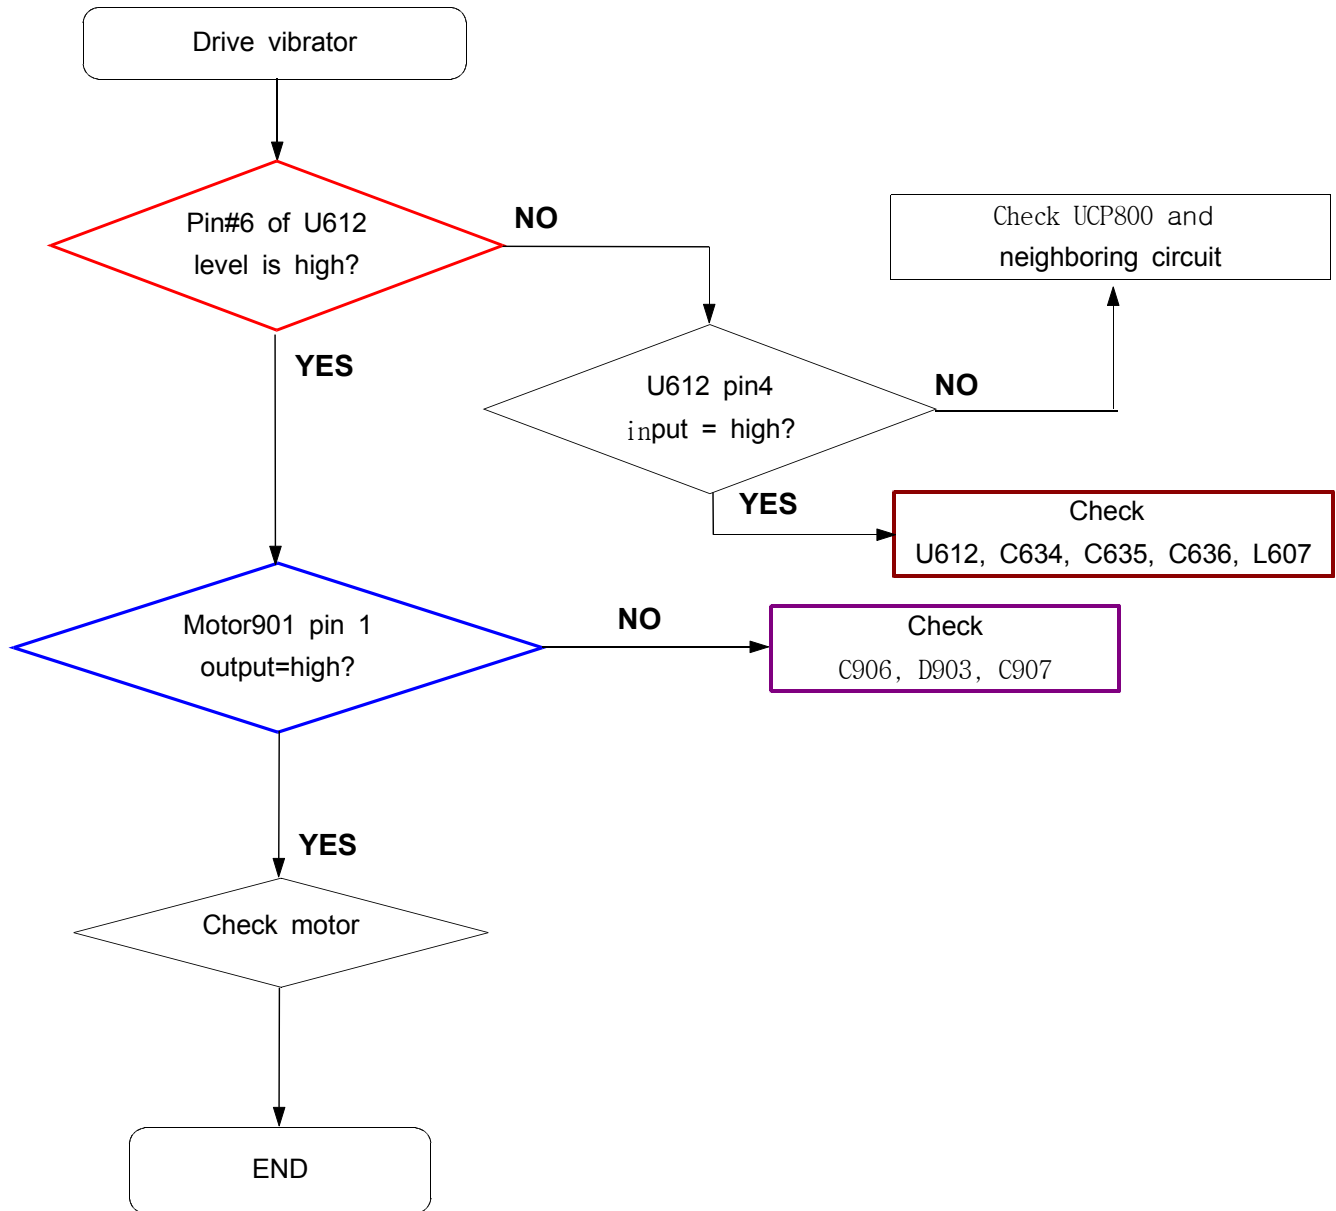 Drive vibrator
Pin#6 of U612
level is high?
NO
Check UCP800 and
neighboring circuit
YES
U612 pin4
input = high?
NO
YES
Check
U612, C634, C635, C636, L607
Motor901 pin 1
output=high?
NO
Check
C906, D903, C907
YES
Check motor
END